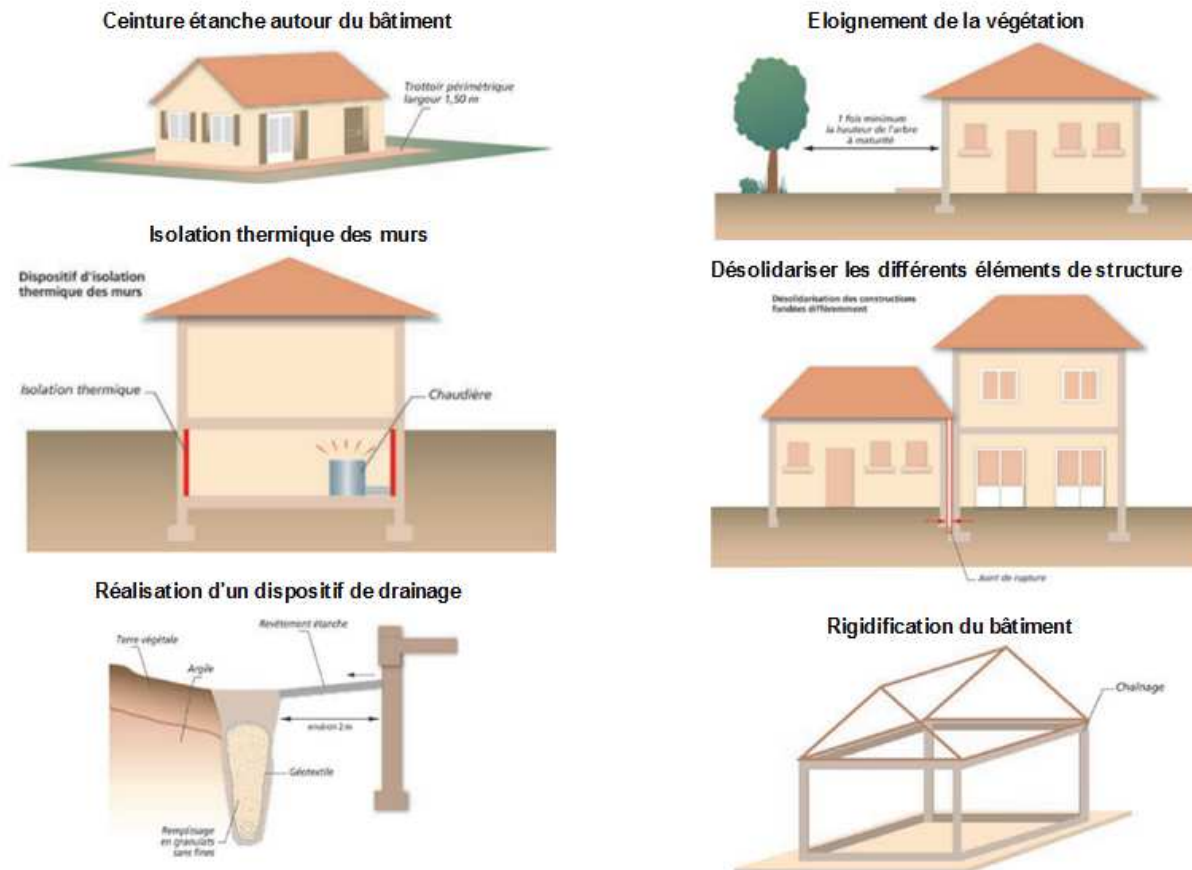 Ceinture étanche autour du bâtiment
Trottoir périmétrique
largeur 1,50 m
Eloignement de la végétation
1 fois minimum
la hauteur de l'arbre
à maturité
Isolation thermique des murs
Dispositif d'isolation
thermique des murs
Isolation thermique
Chaudière
Désolidariser les différents éléments de structure
Désolidarisation des constructions
fondées différemment
Joint de rupture
Réalisation d'un dispositif de drainage
Terre végétale
Revêtement étanche
Argile
environ 2 m
Géotextile
Remplissage
en granulats
sans fines
Rigidification du bâtiment
Chaînage